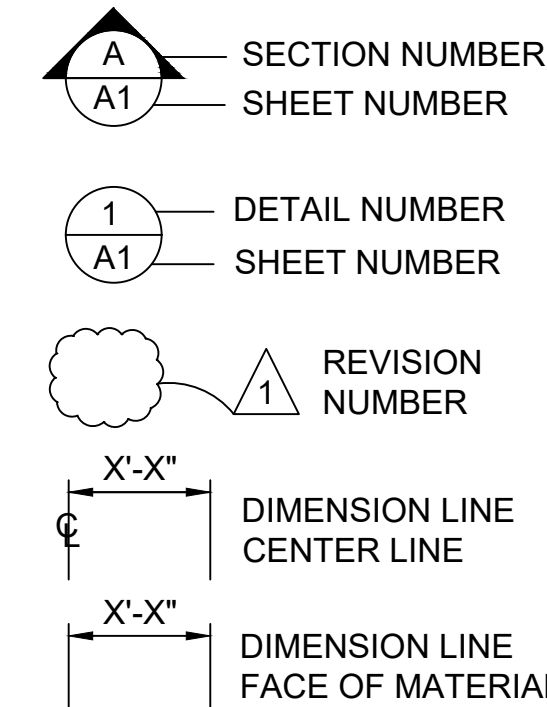 A
SECTION NUMBER
A1
SHEET NUMBER
1
DETAIL NUMBER
A1
SHEET NUMBER
1
REVISION
NUMBER
X'-X"
℄
DIMENSION LINE
CENTER LINE
X'-X"
DIMENSION LINE
FACE OF MATERIAL